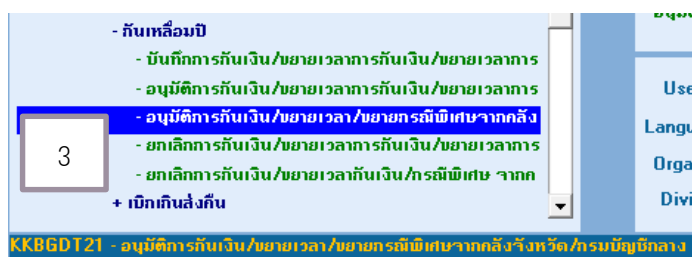 - กันเหลื่อมปี
- บันทึกการกันเงิน/ขยายเวลาการกันเงิน/ขยายเวลาการ
- อนุมัติการกันเงิน/ขยายเวลาการกันเงิน/ขยายเวลาการ
- อนุมัติการกันเงิน/ขยายเวลา/ขยายกรณีพิเศษจากคลัง
- ยกเลิกการกันเงิน/ขยายเวลาการกันเงิน/ขยายเวลาการ
- ยกเลิกการกันเงิน/ขยายเวลากันเงิน/กรณีพิเศษ จากค
+ เบิกเกินส่งคืน
3
Use
Langu
Orga
Divi
KKBGDT21 - อนุมัติการกันเงิน/ขยายเวลา/ขยายกรณีพิเศษจากคลังจังหวัด/กรมบัญชีกลาง